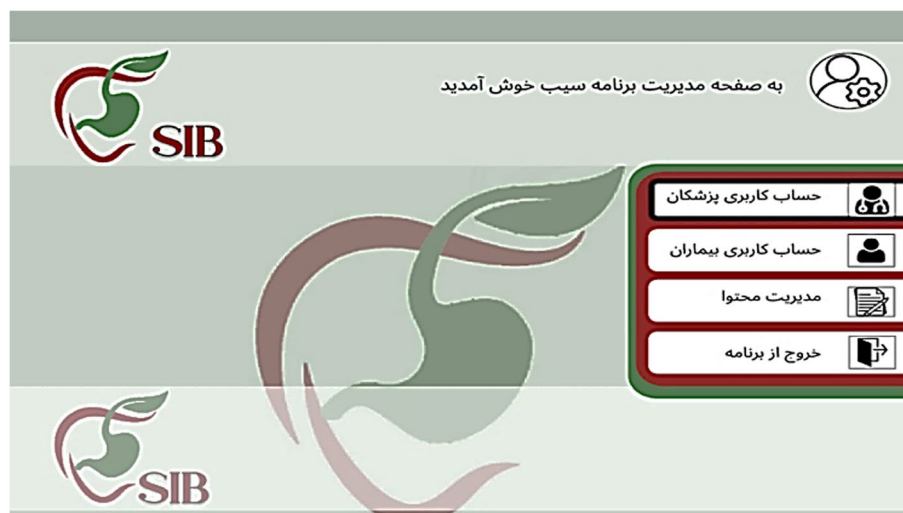 به صفحه مدیریت برنامه سیب خوش آمدید
SIB
حساب کاربری پزشکان
حساب کاربری بیماران
مدیریت محتوا
خروج از برنامه
SIB